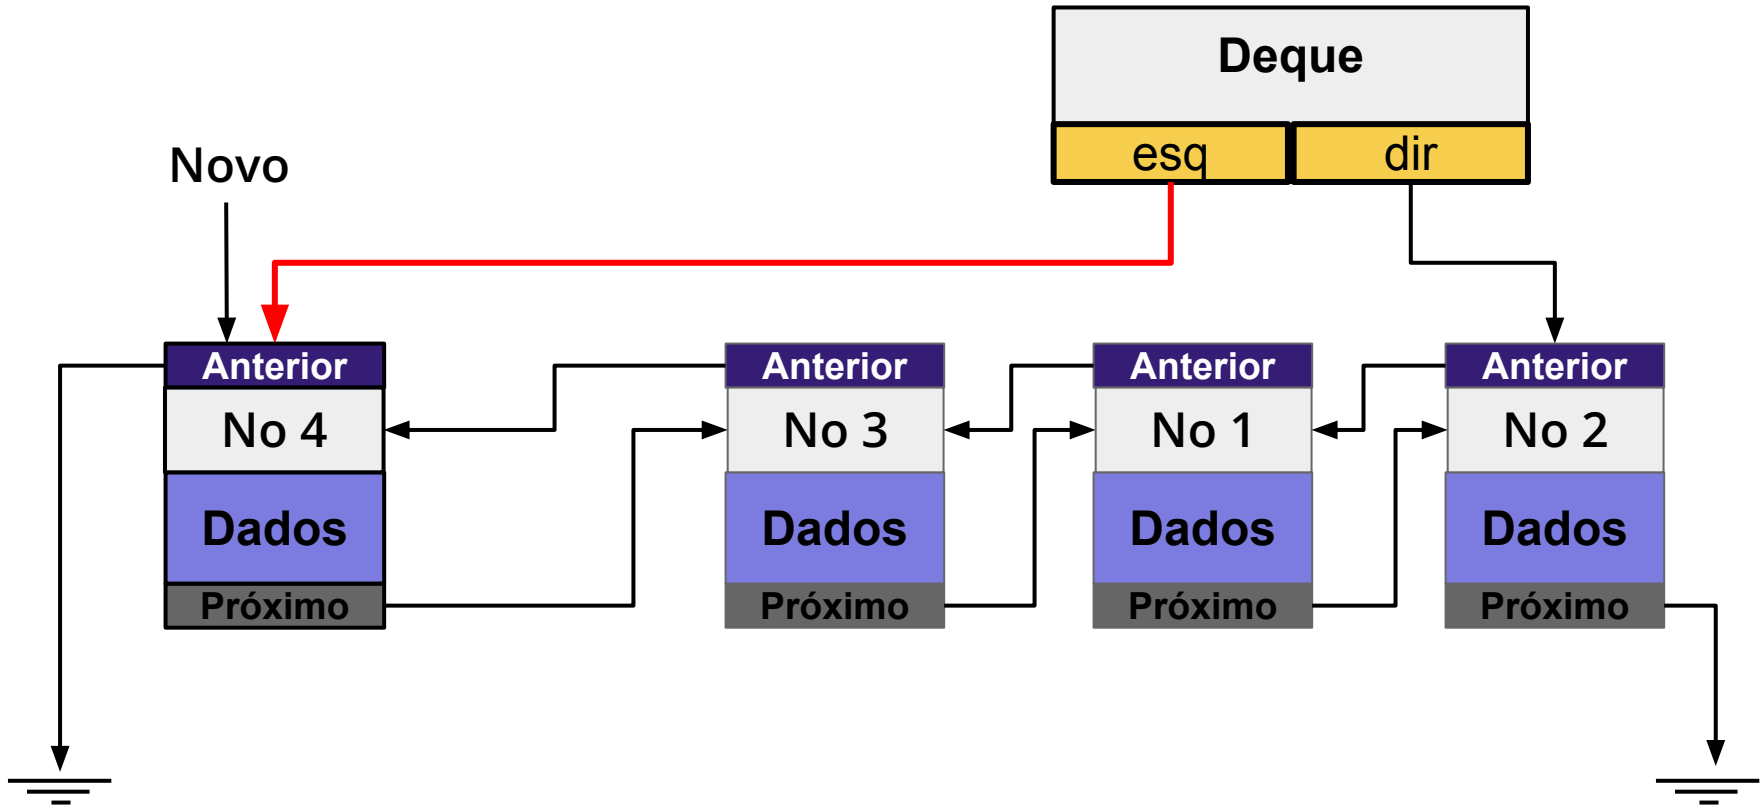 Deque
esq dir
Novo
Anterior Anterior Anterior Anterior
No 4 No 3 No 1 No 2
Dados Dados Dados Dados
Próximo Próximo Próximo Próximo